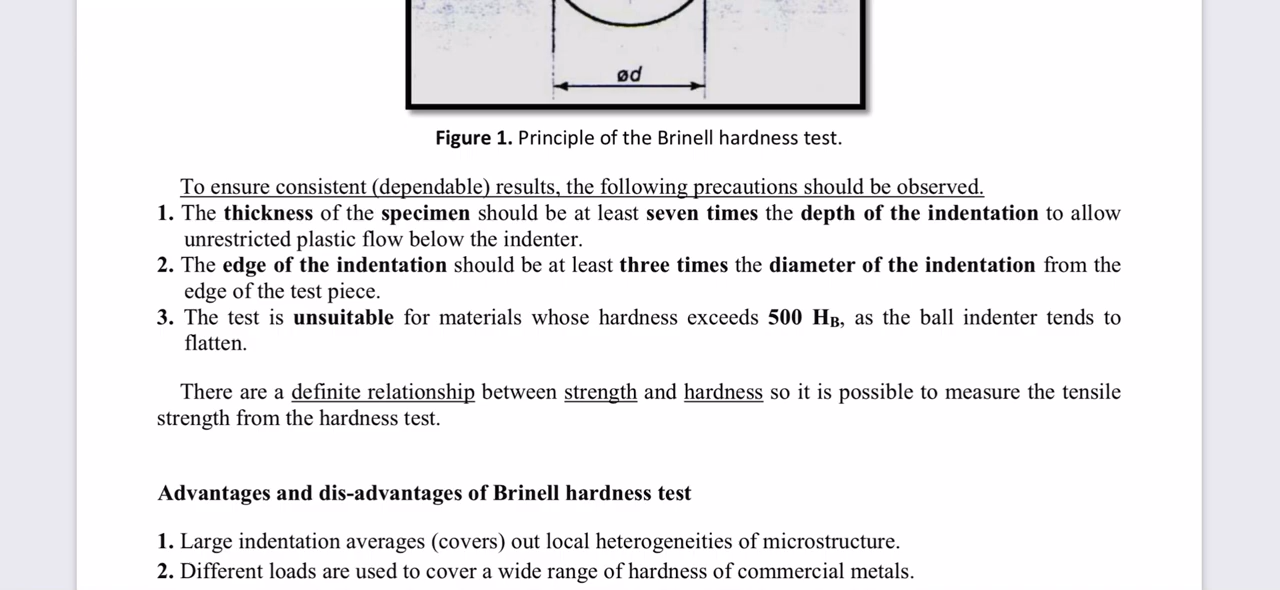 ød
Figure 1. Principle of the Brinell hardness test.
To ensure consistent (dependable) results, the following precautions should be observed.
1. The thickness of the specimen should be at least seven times the depth of the indentation to allow
unrestricted plastic flow below the indenter.
2. The edge of the indentation should be at least three times the diameter of the indentation from the
edge of the test piece.
3. The test is unsuitable for materials whose hardness exceeds 500 HB, as the ball indenter tends to
flatten.
There are a definite relationship between strength and hardness so it is possible to measure the tensile
strength from the hardness test.
Advantages and dis-advantages of Brinell hardness test
1. Large indentation averages (covers) out local heterogeneities of microstructure.
2. Different loads are used to cover a wide range of hardness of commercial metals.